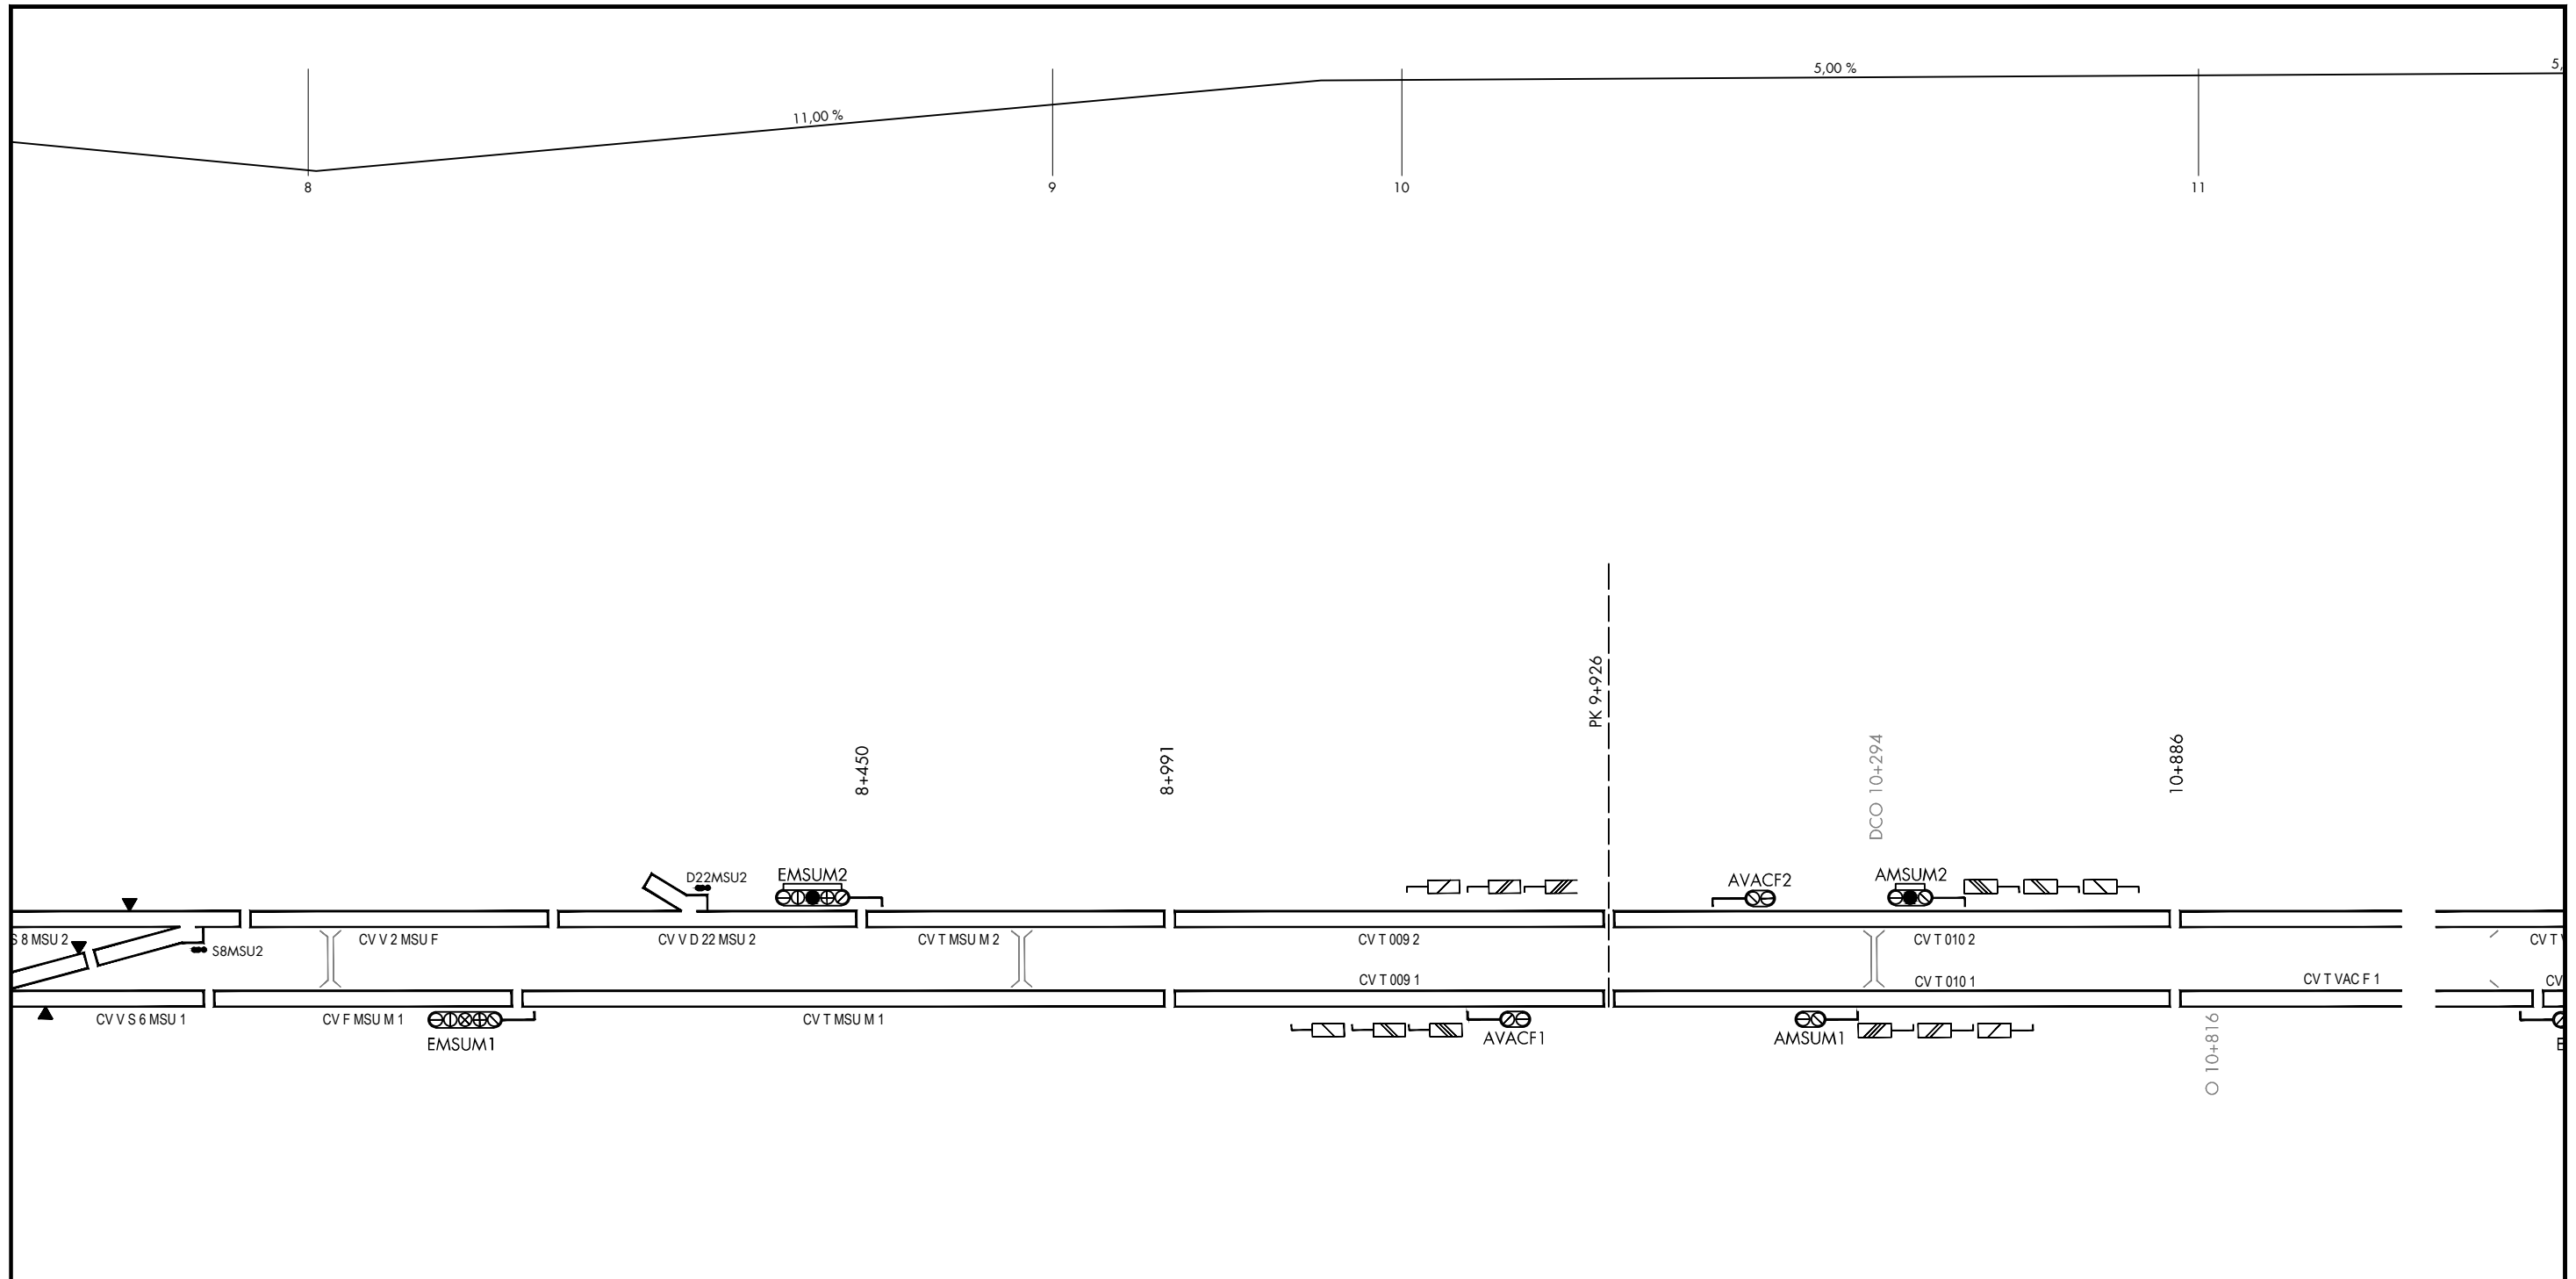 5,00 %
5,
11,00 %
8
9
10
11
PK 9+926
8+450
8+991
DCO 10+294
10+886
D22MSU2
EMSUM2
AVACF2
AMSUM2
S 8 MSU 2
CV V 2 MSU F
CV V D 22 MSU 2
CV T MSU M 2
CV T 009 2
CV T 010 2
CV T
S8MSU2
CV T 009 1
CV T 010 1
CV T VAC F 1
CV
CV V S 6 MSU 1
CV F MSU M 1
CV T MSU M 1
EMSUM1
AVACF1
AMSUM1
E
O 10+816